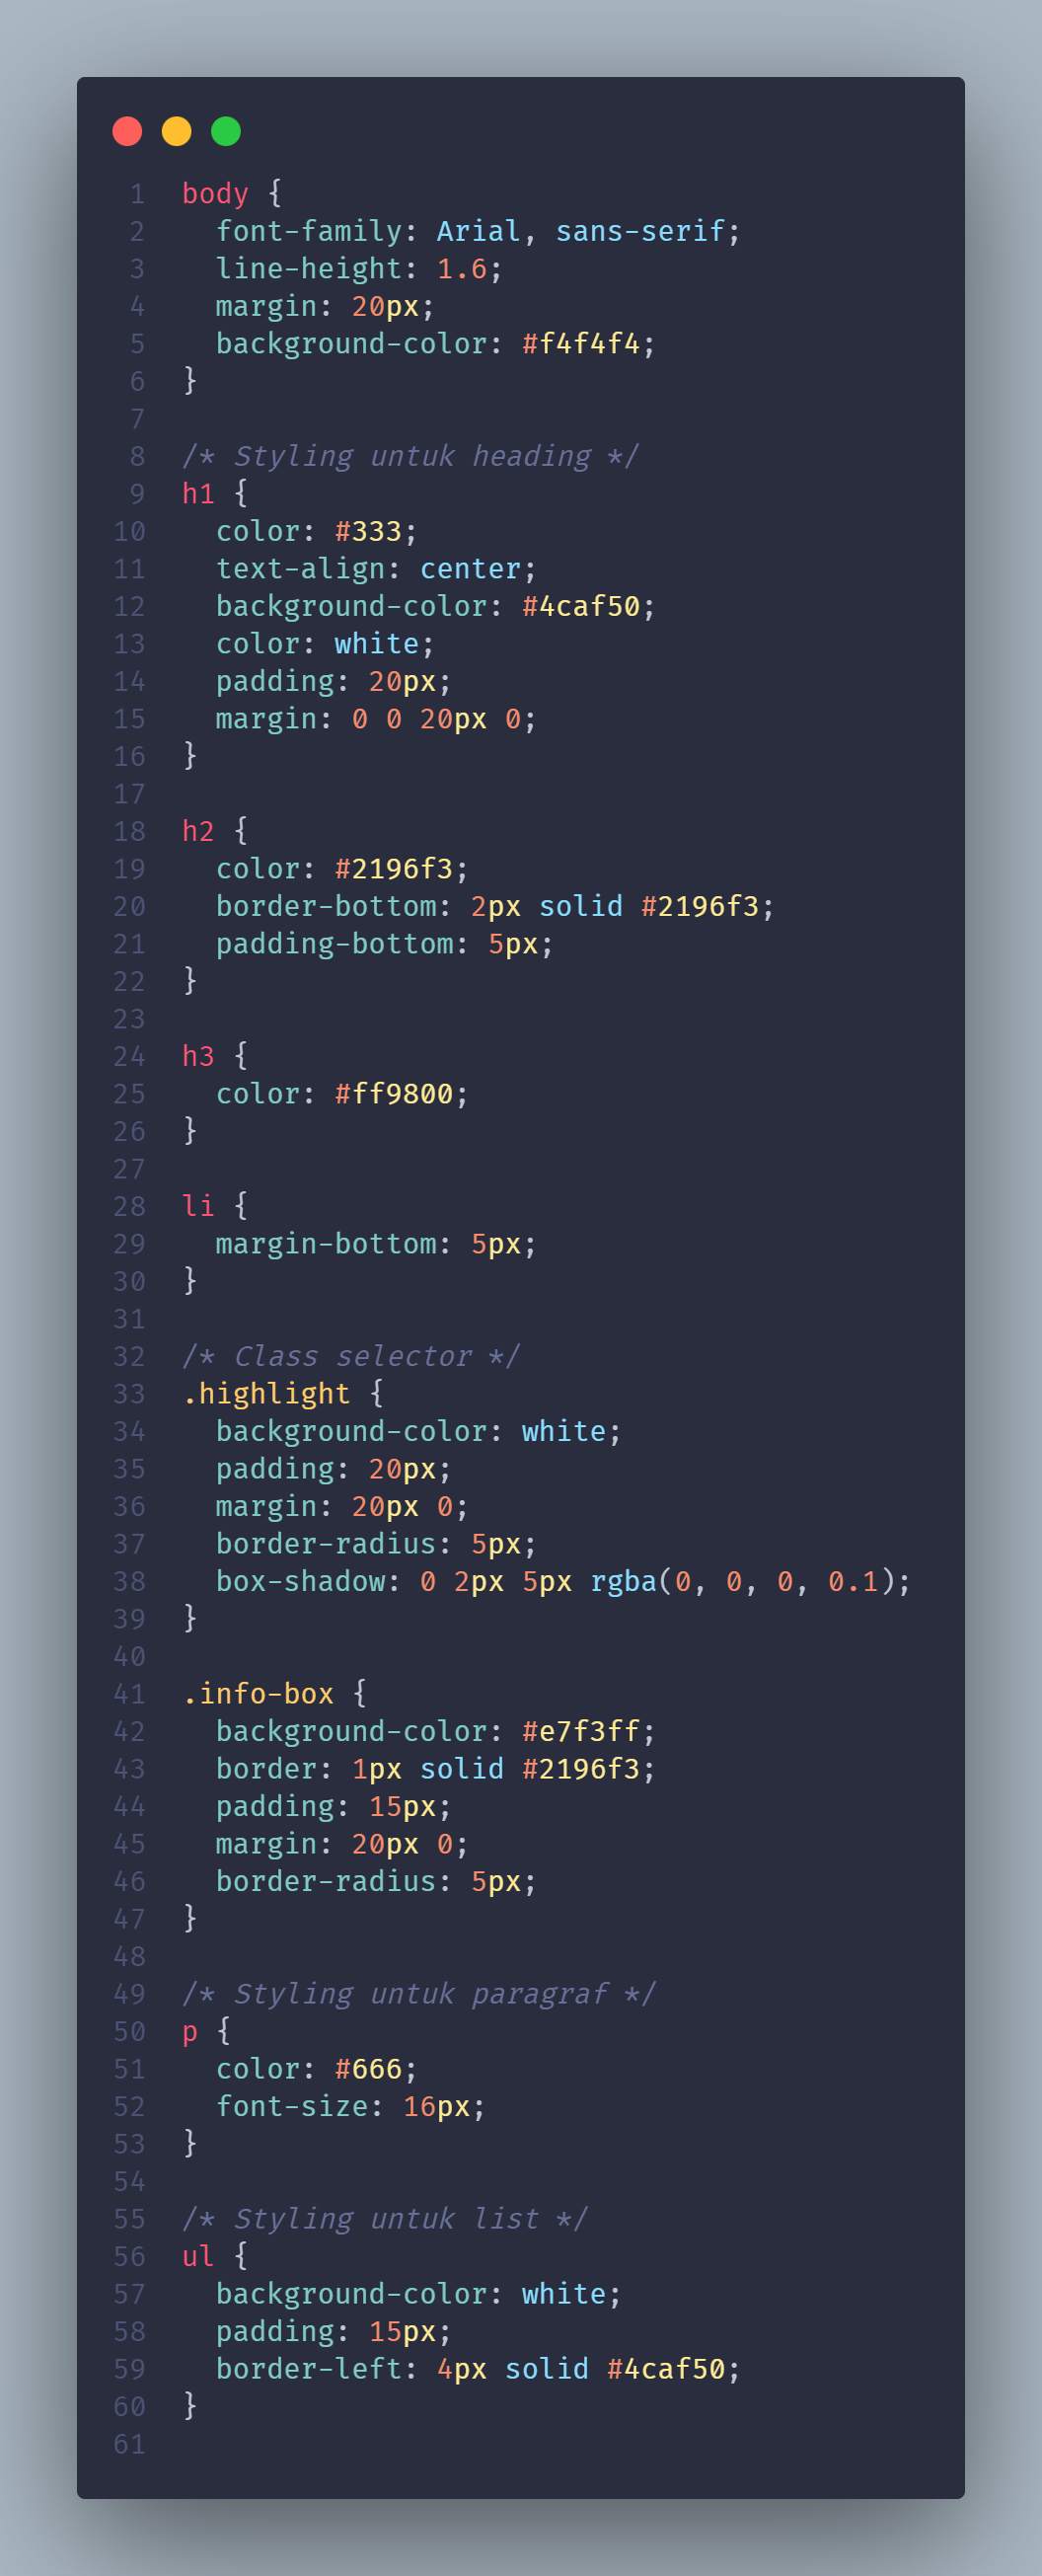 1 body {
2   font-family: Arial, sans-serif;
3   line-height: 1.6;
4   margin: 20px;
5   background-color: #f4f4f4;
6 }
7
8 /* Styling untuk heading */
9 h1 {
10   color: #333;
11   text-align: center;
12   background-color: #4caf50;
13   color: white;
14   padding: 20px;
15   margin: 0 0 20px 0;
16 }
17
18 h2 {
19   color: #2196f3;
20   border-bottom: 2px solid #2196f3;
21   padding-bottom: 5px;
22 }
23
24 h3 {
25   color: #ff9800;
26 }
27
28 li {
29   margin-bottom: 5px;
30 }
31
32 /* Class selector */
33 .highlight {
34   background-color: white;
35   padding: 20px;
36   margin: 20px 0;
37   border-radius: 5px;
38   box-shadow: 0 2px 5px rgba(0, 0, 0, 0.1);
39 }
40
41 .info-box {
42   background-color: #e7f3ff;
43   border: 1px solid #2196f3;
44   padding: 15px;
45   margin: 20px 0;
46   border-radius: 5px;
47 }
48
49 /* Styling untuk paragraf */
50 p {
51   color: #666;
52   font-size: 16px;
53 }
54
55 /* Styling untuk list */
56 ul {
57   background-color: white;
58   padding: 15px;
59   border-left: 4px solid #4caf50;
60 }
61